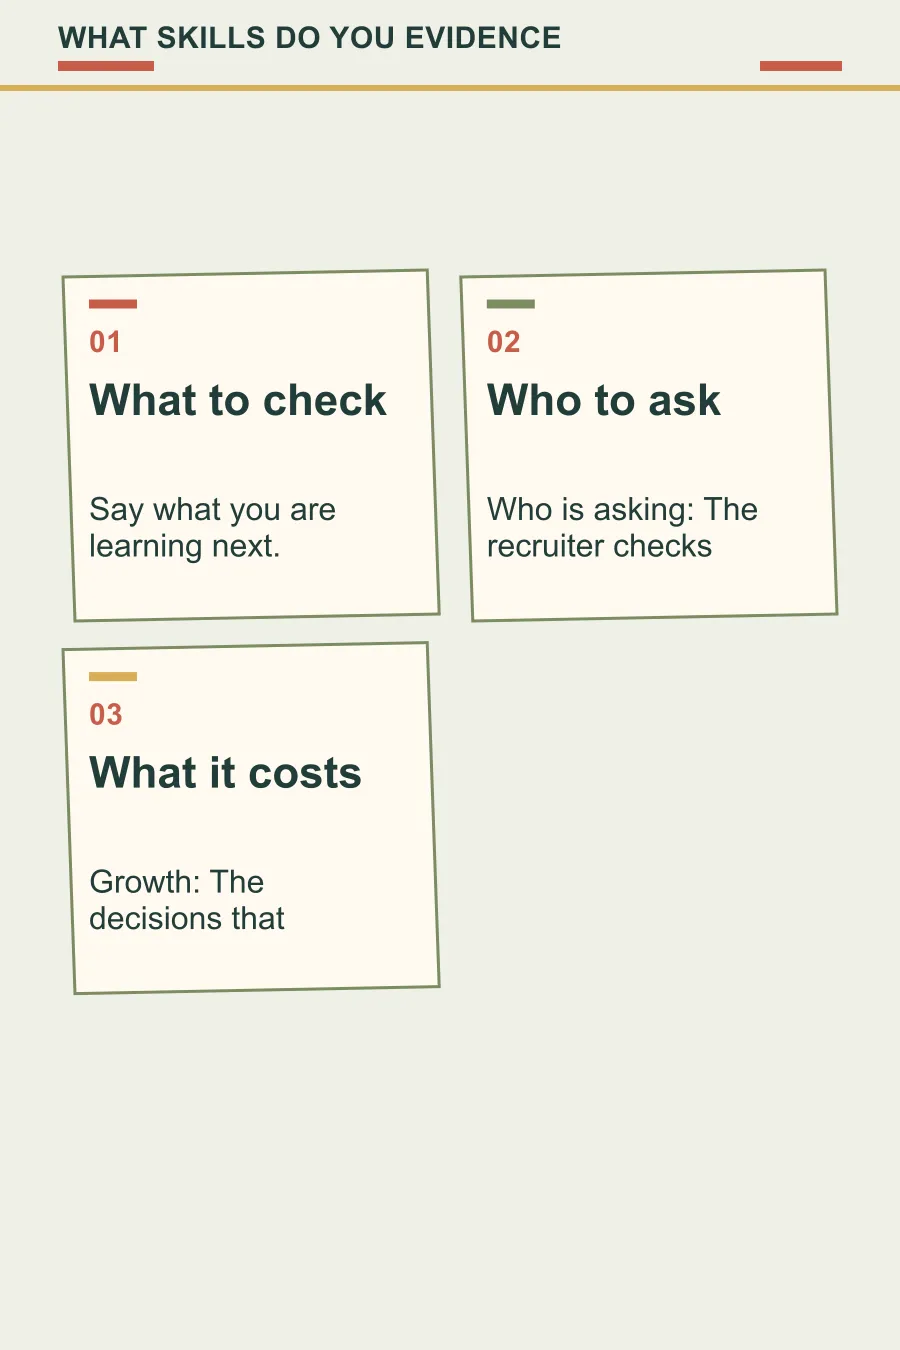 WHAT SKILLS DO YOU EVIDENCE
01
What to check
Say what you are
learning next.
02
Who to ask
Who is asking: The
recruiter checks
03
What it costs
Growth: The
decisions that